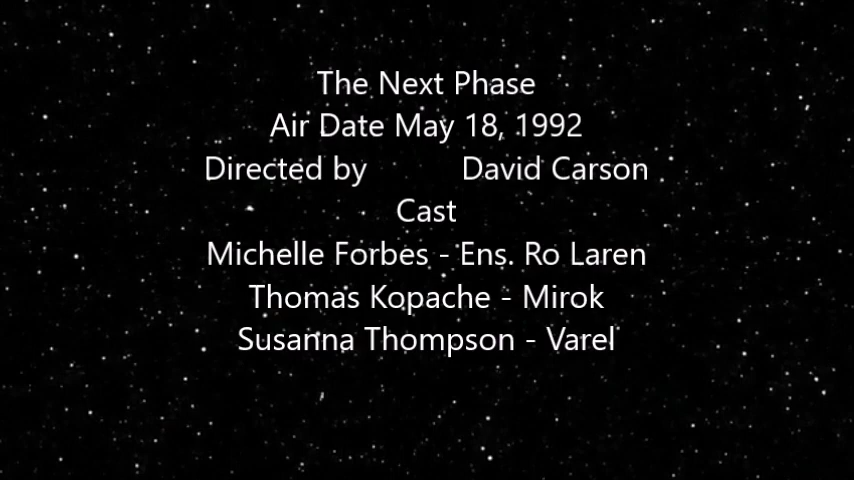 The Next Phase
Air Date May 18, 1992
Directed by David Carson
Cast
Michelle Forbes - Ens. Ro Laren
Thomas Kopache - Mirok
Susanna Thompson - Varel